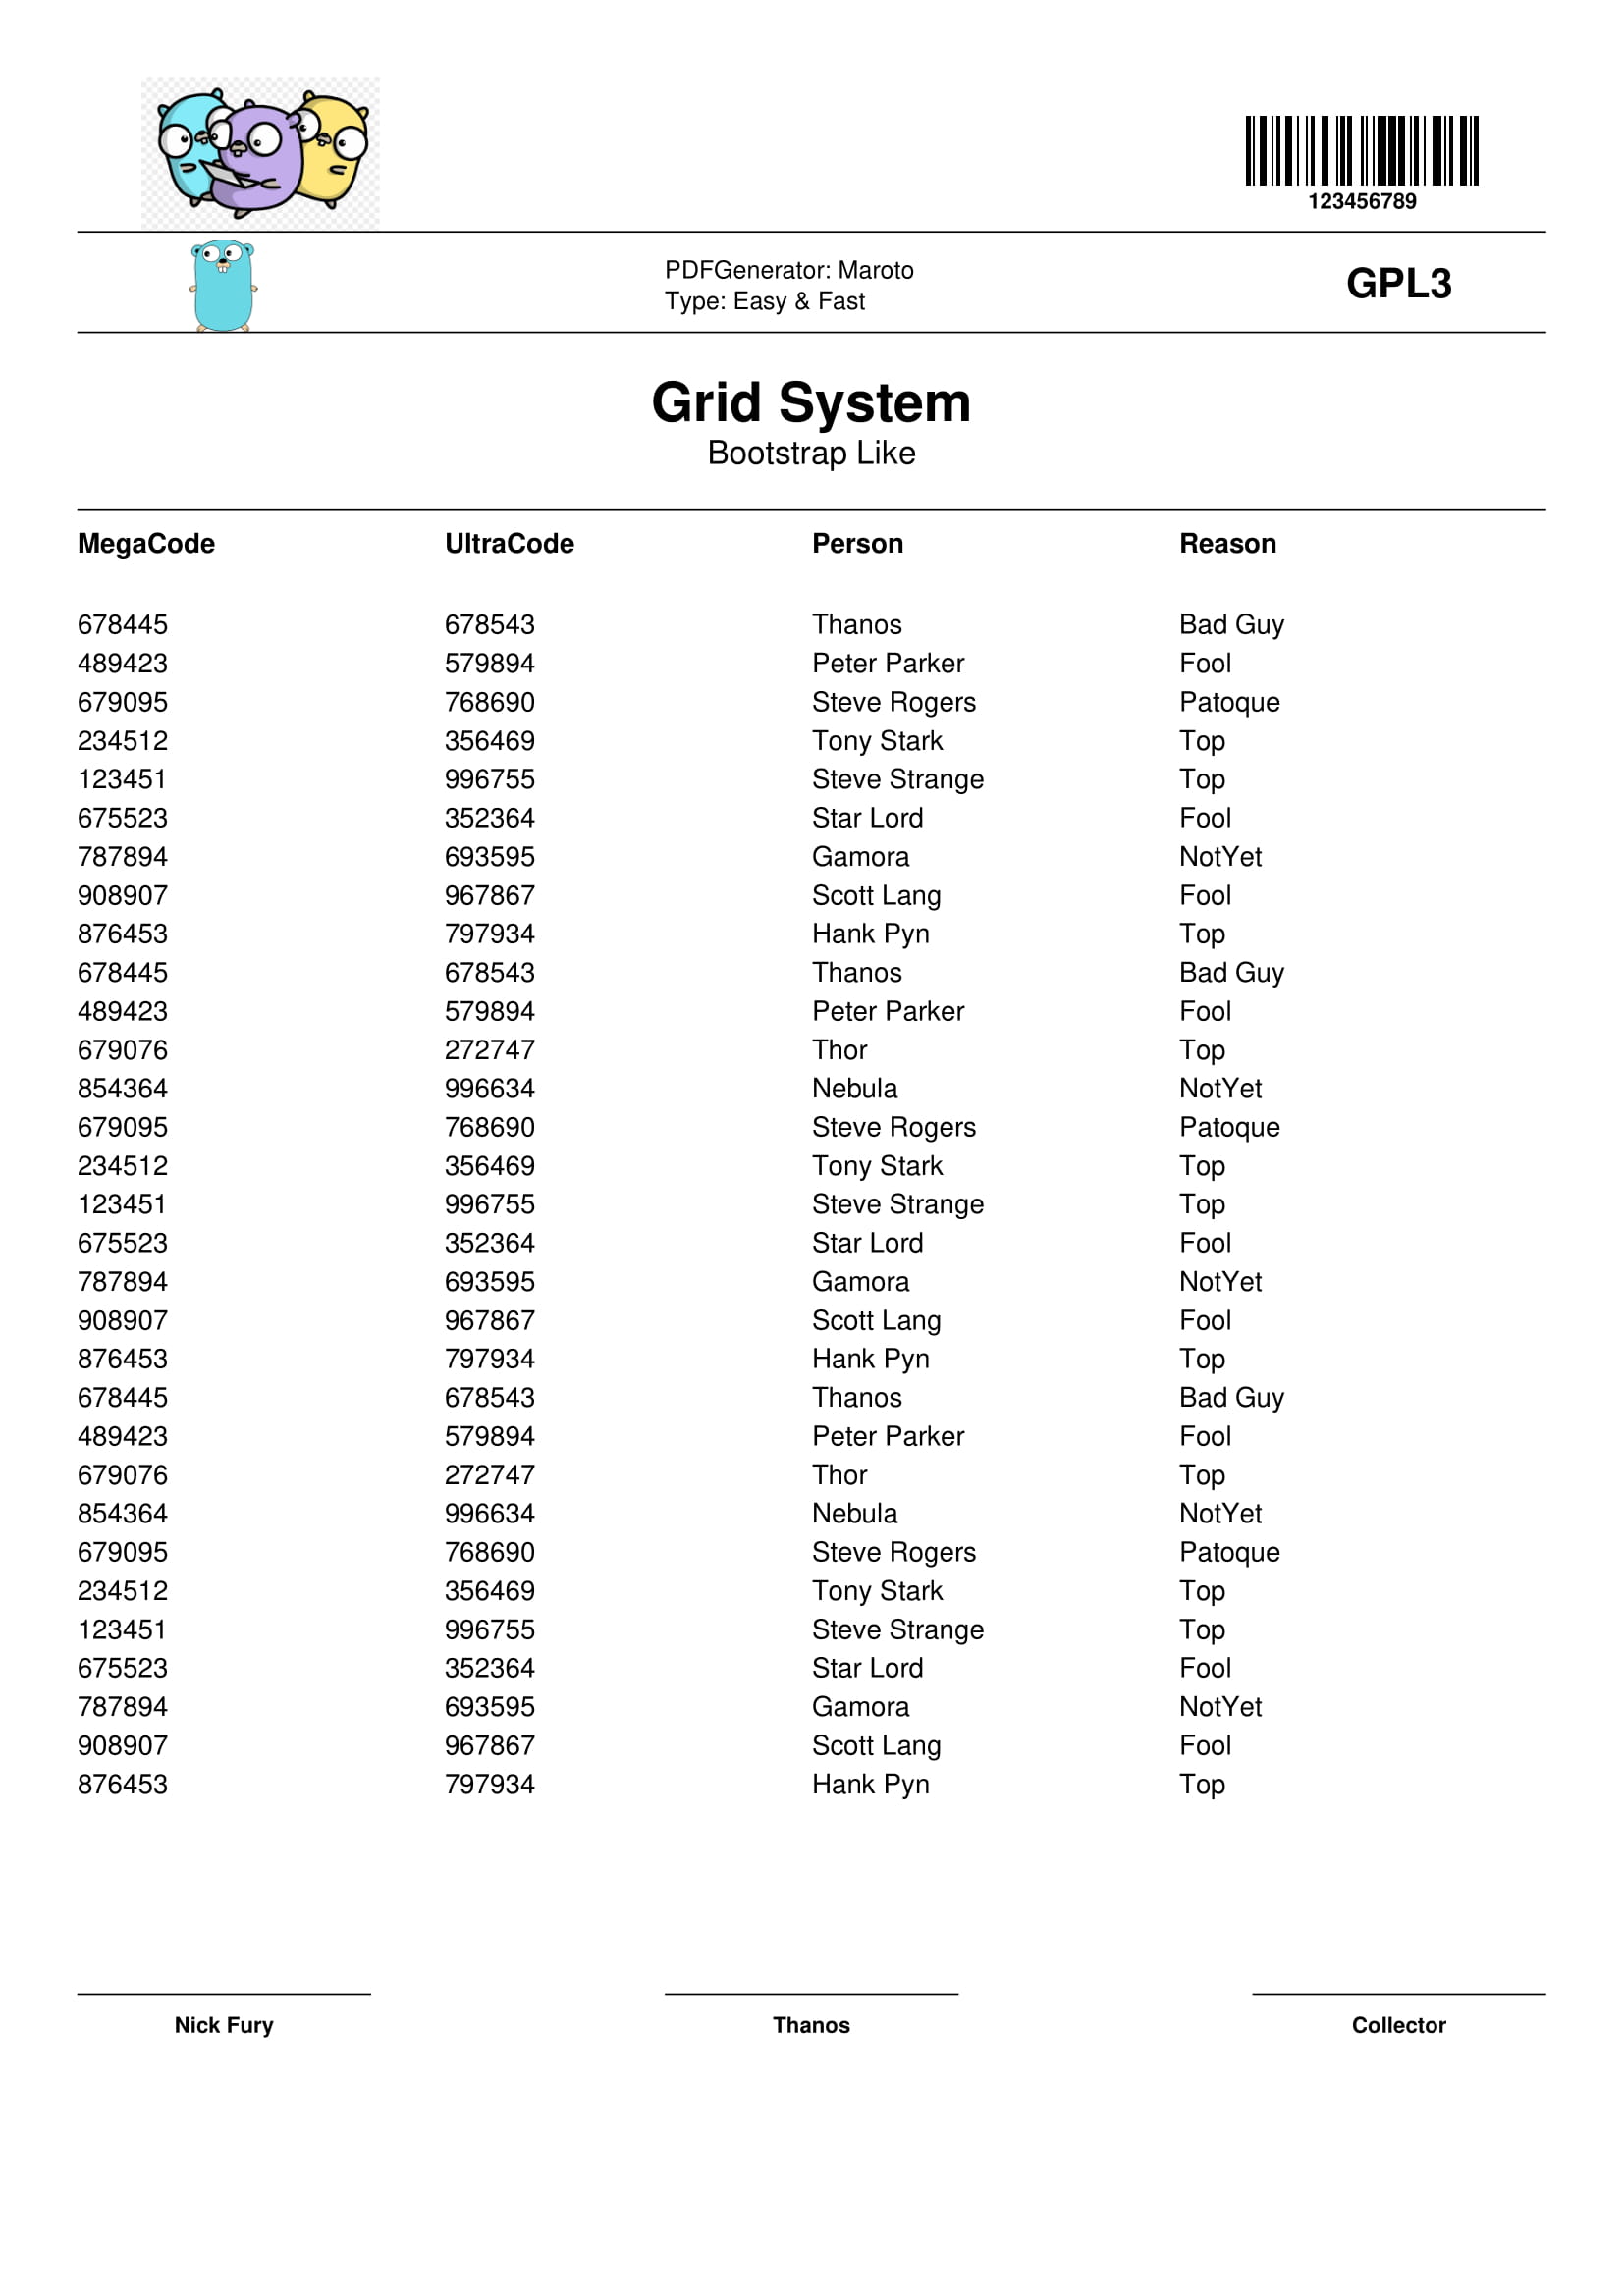 123456789
PDFGenerator: Maroto
Type: Easy & Fast
GPL3
Grid System
Bootstrap Like
MegaCode UltraCode Person Reason
678445 678543 Thanos Bad Guy
489423 579894 Peter Parker Fool
679095 768690 Steve Rogers Patoque
234512 356469 Tony Stark Top
123451 996755 Steve Strange Top
675523 352364 Star Lord Fool
787894 693595 Gamora NotYet
908907 967867 Scott Lang Fool
876453 797934 Hank Pyn Top
678445 678543 Thanos Bad Guy
489423 579894 Peter Parker Fool
679076 272747 Thor Top
854364 996634 Nebula NotYet
679095 768690 Steve Rogers Patoque
234512 356469 Tony Stark Top
123451 996755 Steve Strange Top
675523 352364 Star Lord Fool
787894 693595 Gamora NotYet
908907 967867 Scott Lang Fool
876453 797934 Hank Pyn Top
678445 678543 Thanos Bad Guy
489423 579894 Peter Parker Fool
679076 272747 Thor Top
854364 996634 Nebula NotYet
679095 768690 Steve Rogers Patoque
234512 356469 Tony Stark Top
123451 996755 Steve Strange Top
675523 352364 Star Lord Fool
787894 693595 Gamora NotYet
908907 967867 Scott Lang Fool
876453 797934 Hank Pyn Top
Nick Fury Thanos Collector